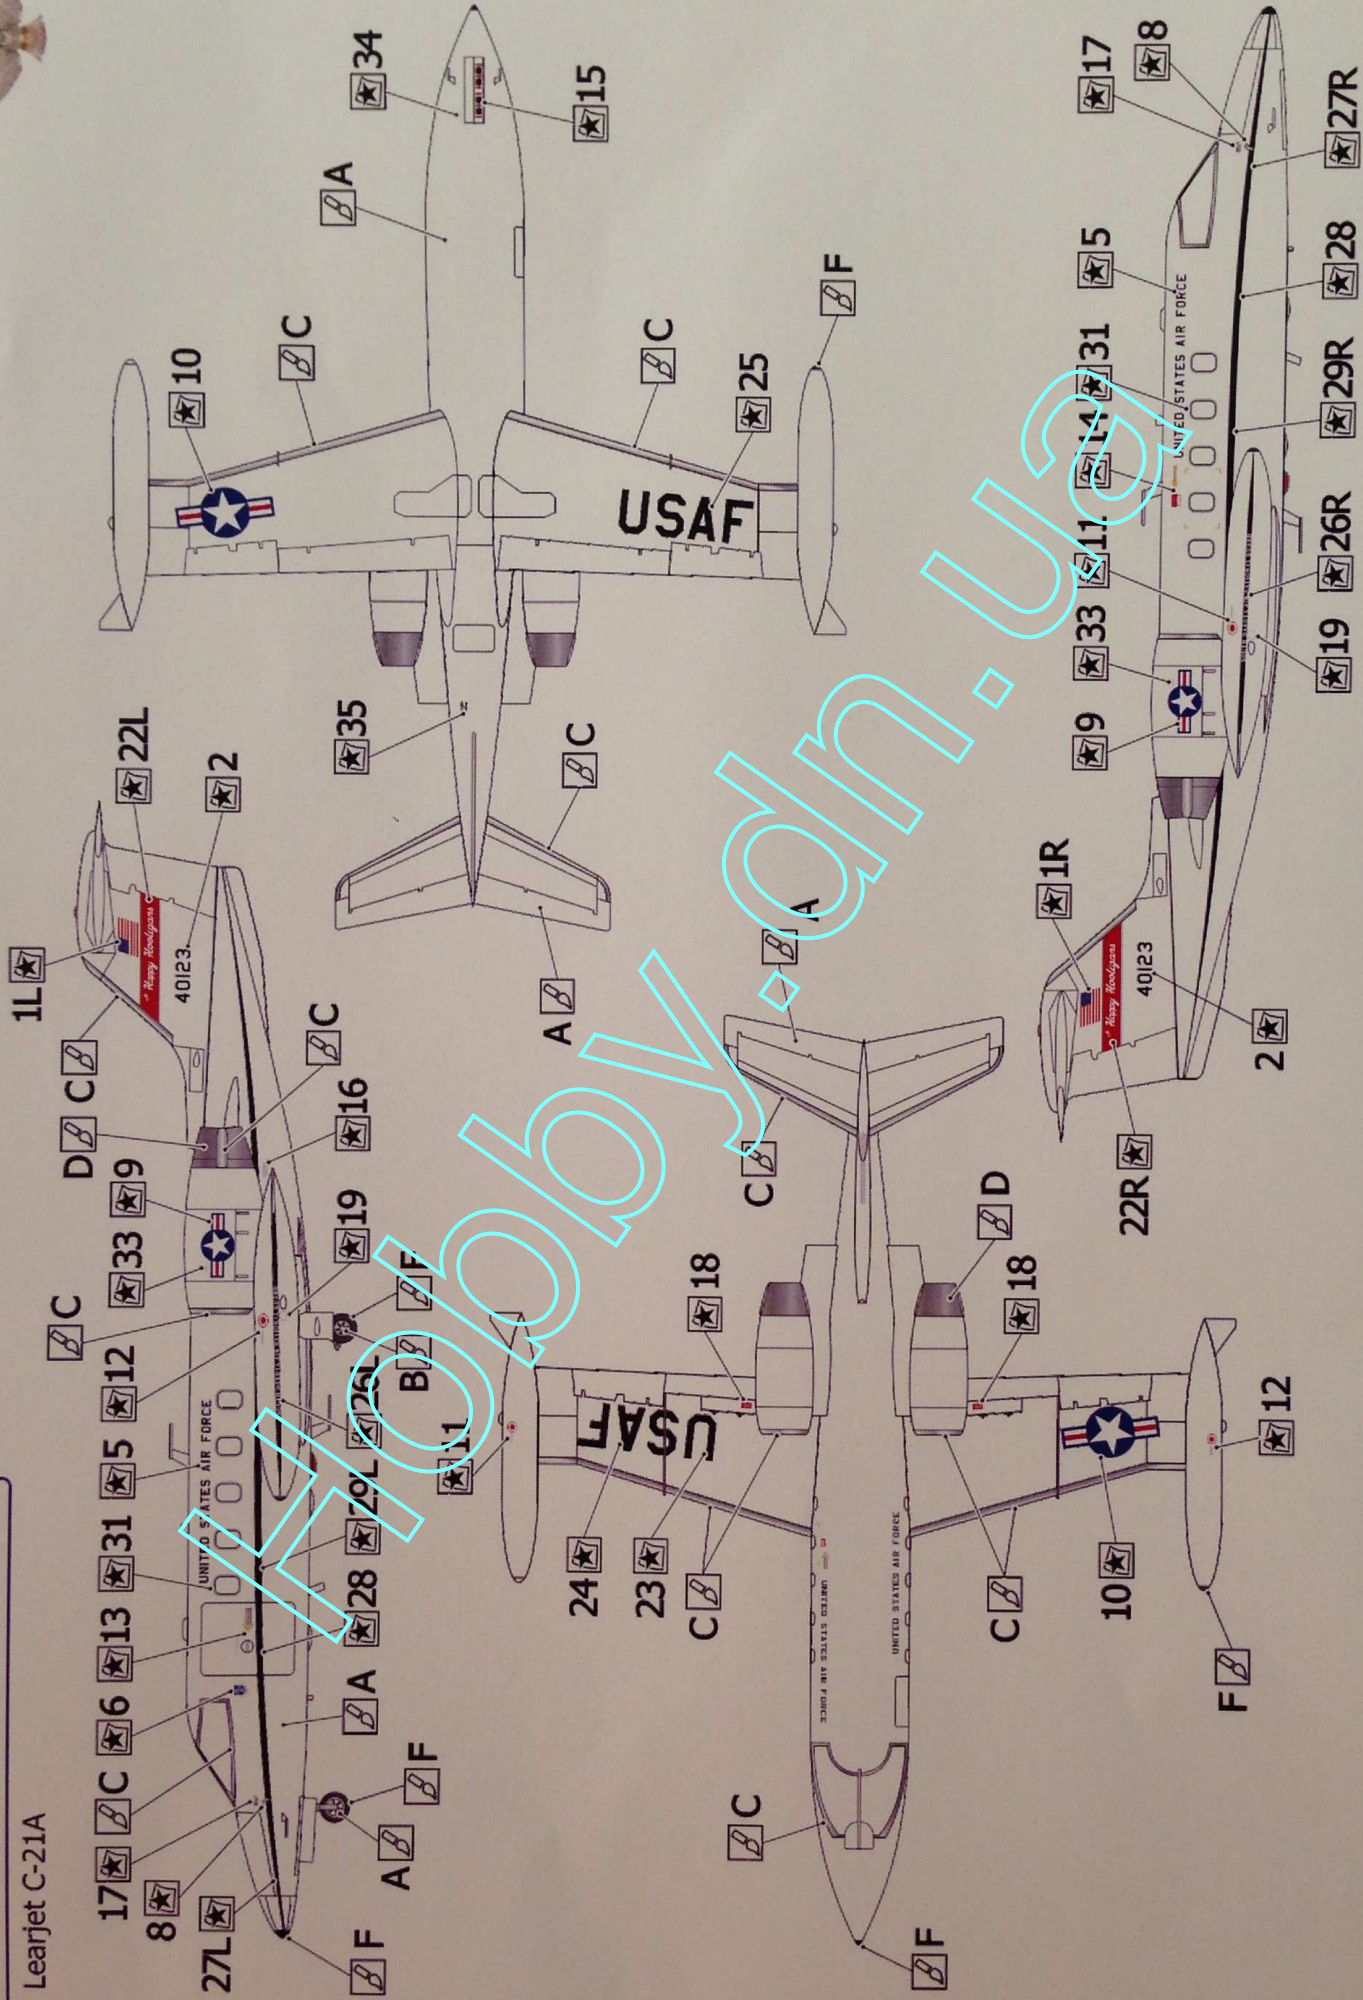 Learjet C-21A
1L
22L
2
D
C
C
33
9
16
19
C
F
B
12
5
26L
29L
31
28
13
6
C
17
8
27L
A
F
A
F
UNITED STATES AIR FORCE
Happy Hooligans
40123
34
15
A
10
C
C
25
F
35
C
A
USAF
A
C
D
18
18
11
24
23
C
C
10
12
F
C
F
USAF
UNITED STATES AIR FORCE
UNITED STATES AIR FORCE
17
8
5
31
14
11
33
9
1R
27R
28
29R
26R
19
2
22R
UNITED STATES AIR FORCE
Happy Hooligans
40123
Hobby.dn.ua